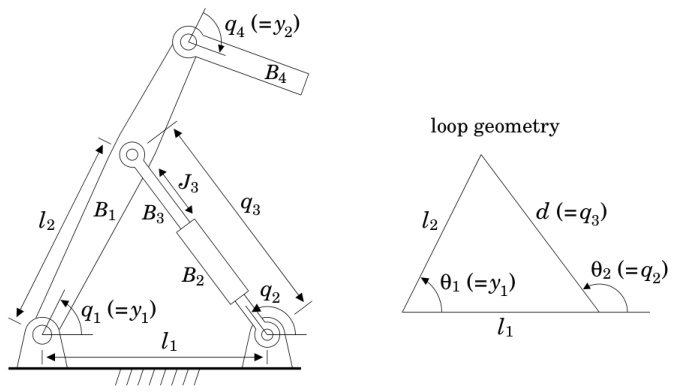 q₄ (=y₂)
B₄
loop geometry
J₃
q₃
l₂
B₁
B₃
l₂
d (=q₃)
B₂
θ₁ (=y₁)
θ₂ (=q₂)
q₁ (=y₁)
q₂
l₁
l₁